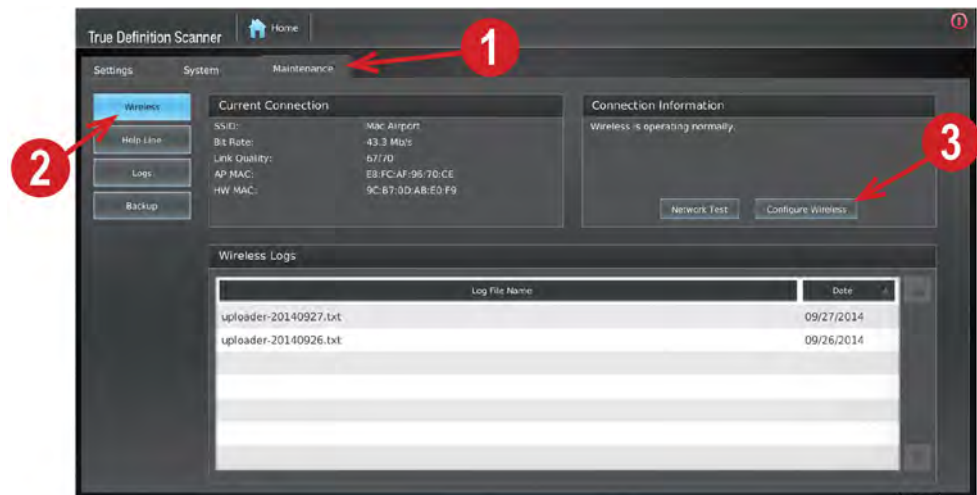 True Definition Scanner
Home
1
Settings System Maintenance
Wireless
2
Help Line
Logs
Backup
Current Connection
SSID: Mac Airport
Bit Rate: 43.3 Mb/s
Link Quality: 67/70
AP MAC: E8:FC:AF:96:70:CE
HW MAC: 9C:B7:0D:AB:E0:F9
Connection Information
Wireless is operating normally.
3
Network Test Configure Wireless
Wireless Logs
Log File Name Date
uploader-20140927.txt 09/27/2014
uploader-20140926.txt 09/26/2014